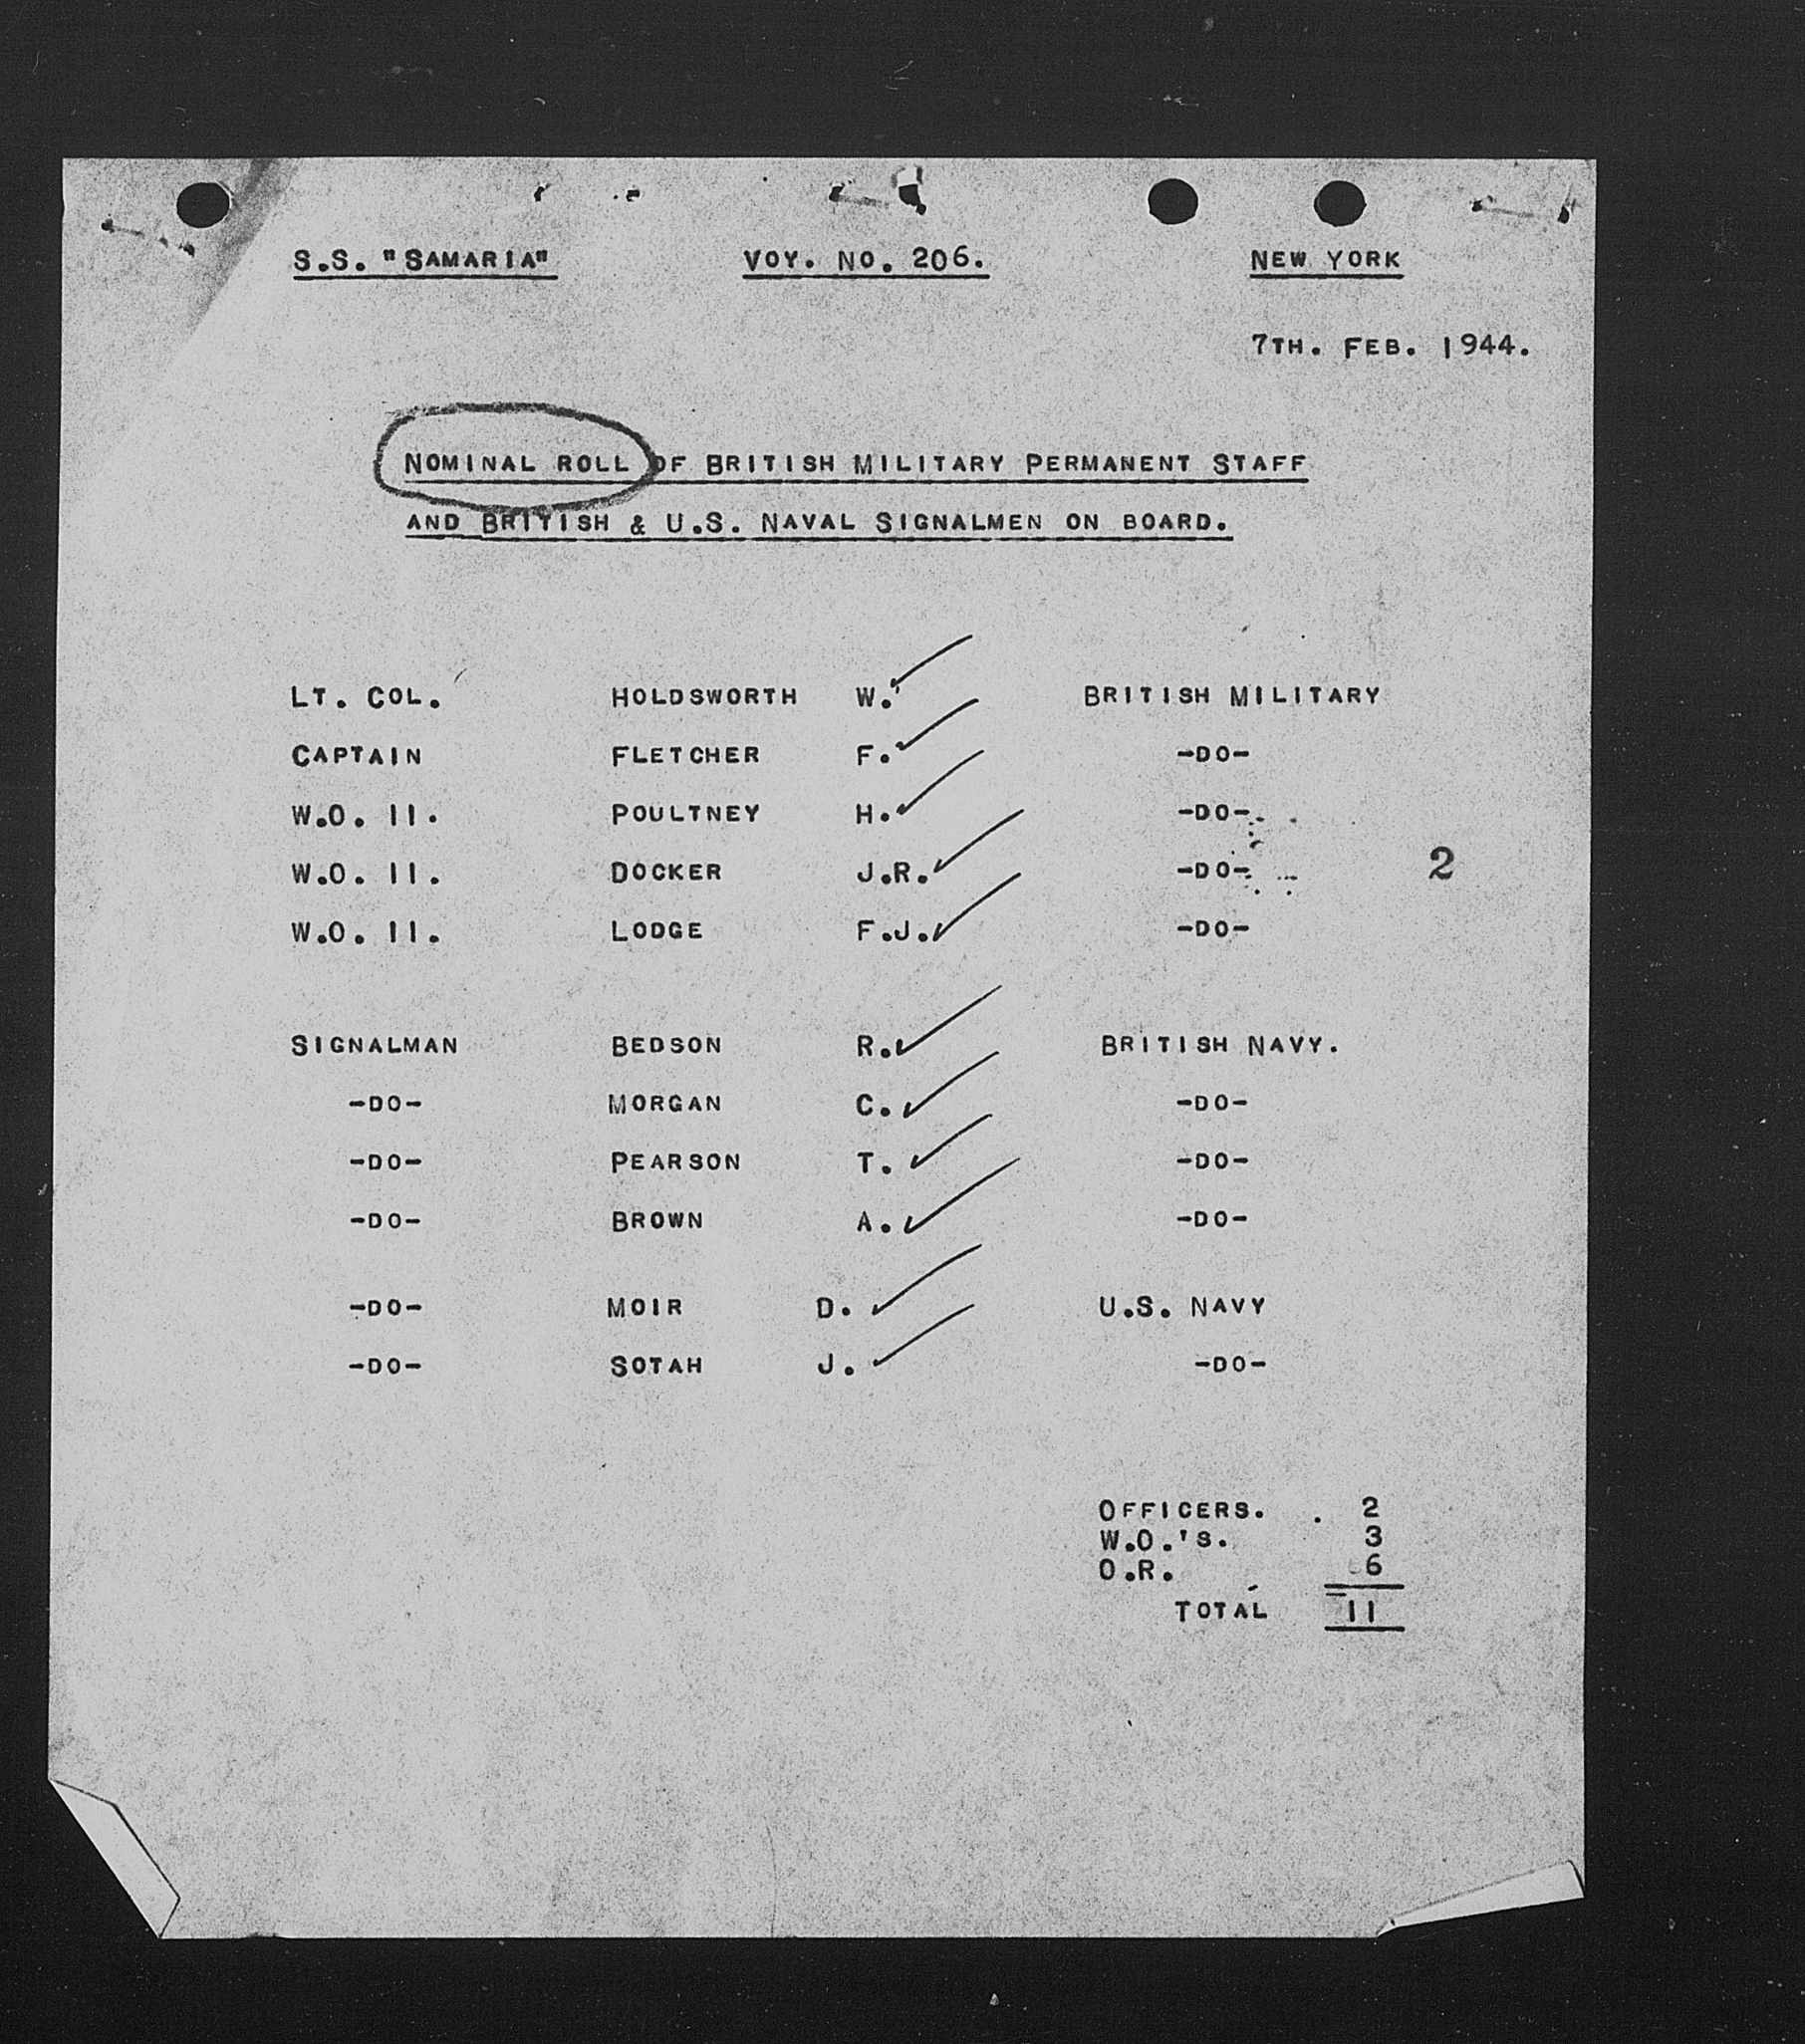 S.S. "SAMARIA" VOY. NO. 206. NEW YORK
7TH. FEB. 1944.
NOMINAL ROLL OF BRITISH MILITARY PERMANENT STAFF
AND BRITISH & U.S. NAVAL SIGNALMEN ON BOARD.
LT. COL. HOLDSWORTH W. BRITISH MILITARY
CAPTAIN FLETCHER F. -DO-
W.O. II. POULTNEY H. -DO-
W.O. II. DOCKER J.R. -DO- 2
W.O. II. LODGE F.J. -DO-
SIGNALMAN BEDSON R. BRITISH NAVY.
-DO- MORGAN C. -DO-
-DO- PEARSON T. -DO-
-DO- BROWN A. -DO-
-DO- MOIR D. U.S. NAVY
-DO- SOTAH J. -DO-
OFFICERS. 2
W.O.'S. 3
O.R. 6
TOTAL 11